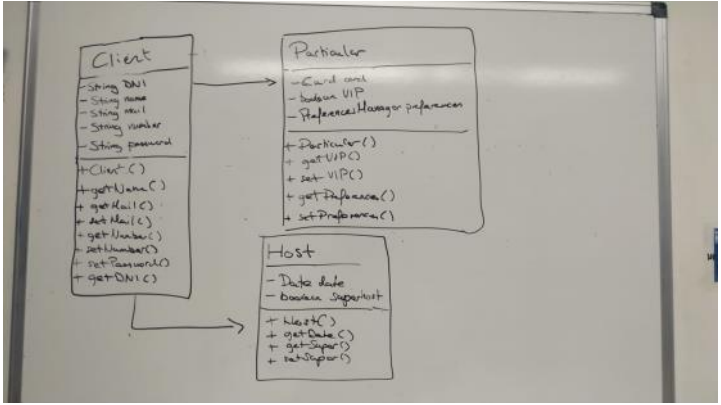 Client
- String DNI
- String name
- String mail
- String number
- String password
+ Client()
+ getName()
+ getMail()
+ setMail()
+ getNumber()
+ setNumber()
+ setPassword()
+ getDNI()
Particular
- Card card
- boolean VIP
- PreferencesManager preferences
+ Particular()
+ getVIP()
+ set VIP()
+ getPreferences()
+ setPreferences()
Host
- Date date
- boolean superhost
+ Host()
+ getDate()
+ getSuper()
+ setSuper()